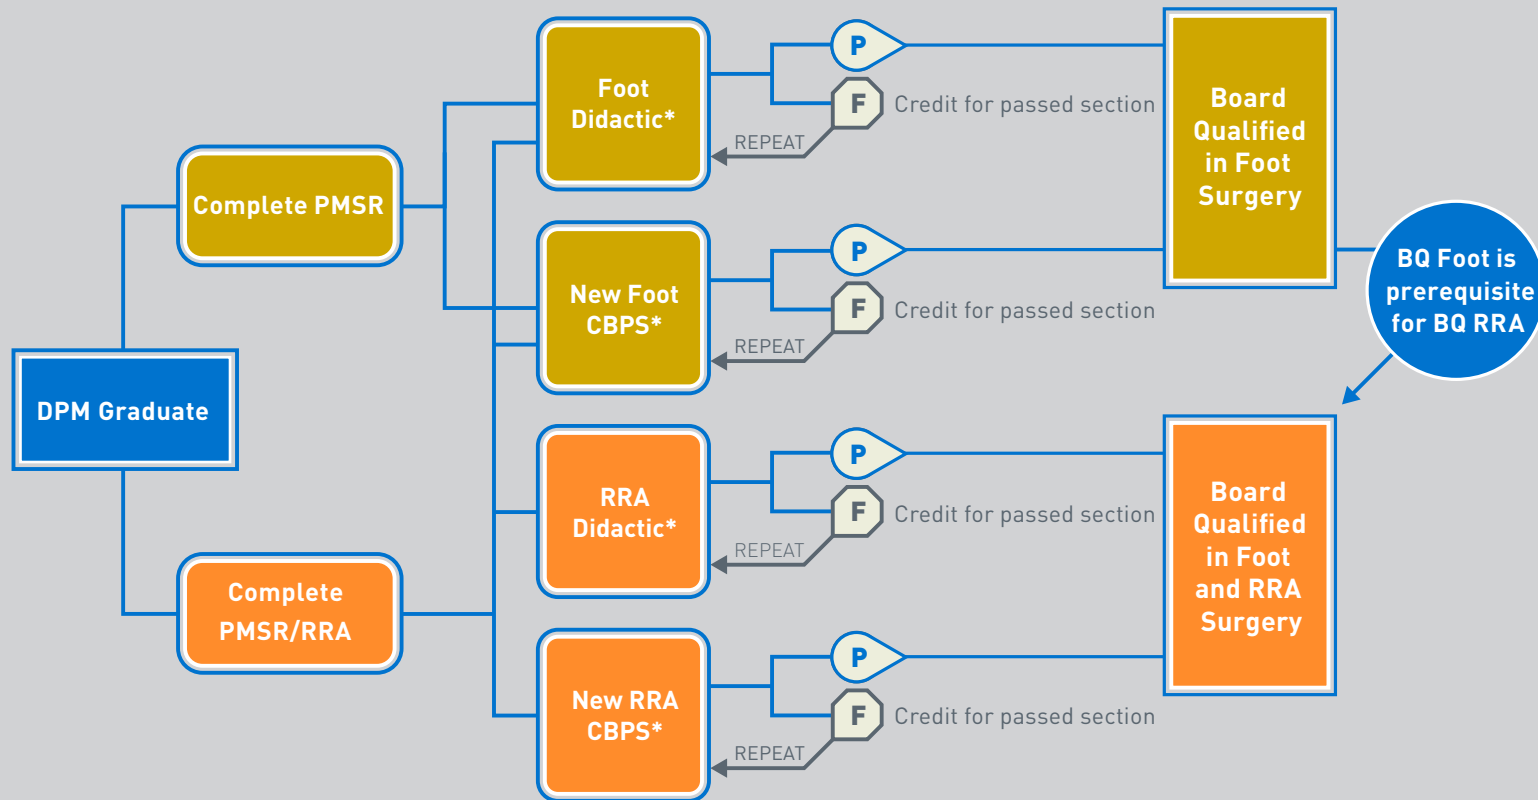 DPM Graduate
Complete PMSR
Complete
PMSR/RRA
Foot
Didactic*
P
F
Credit for passed section
REPEAT
New Foot
CBPS*
P
F
Credit for passed section
REPEAT
RRA
Didactic*
P
F
Credit for passed section
REPEAT
New RRA
CBPS*
P
F
Credit for passed section
REPEAT
Board
Qualified
in Foot
Surgery
BQ Foot is
prerequisite
for BQ RRA
Board
Qualified
in Foot
and RRA
Surgery